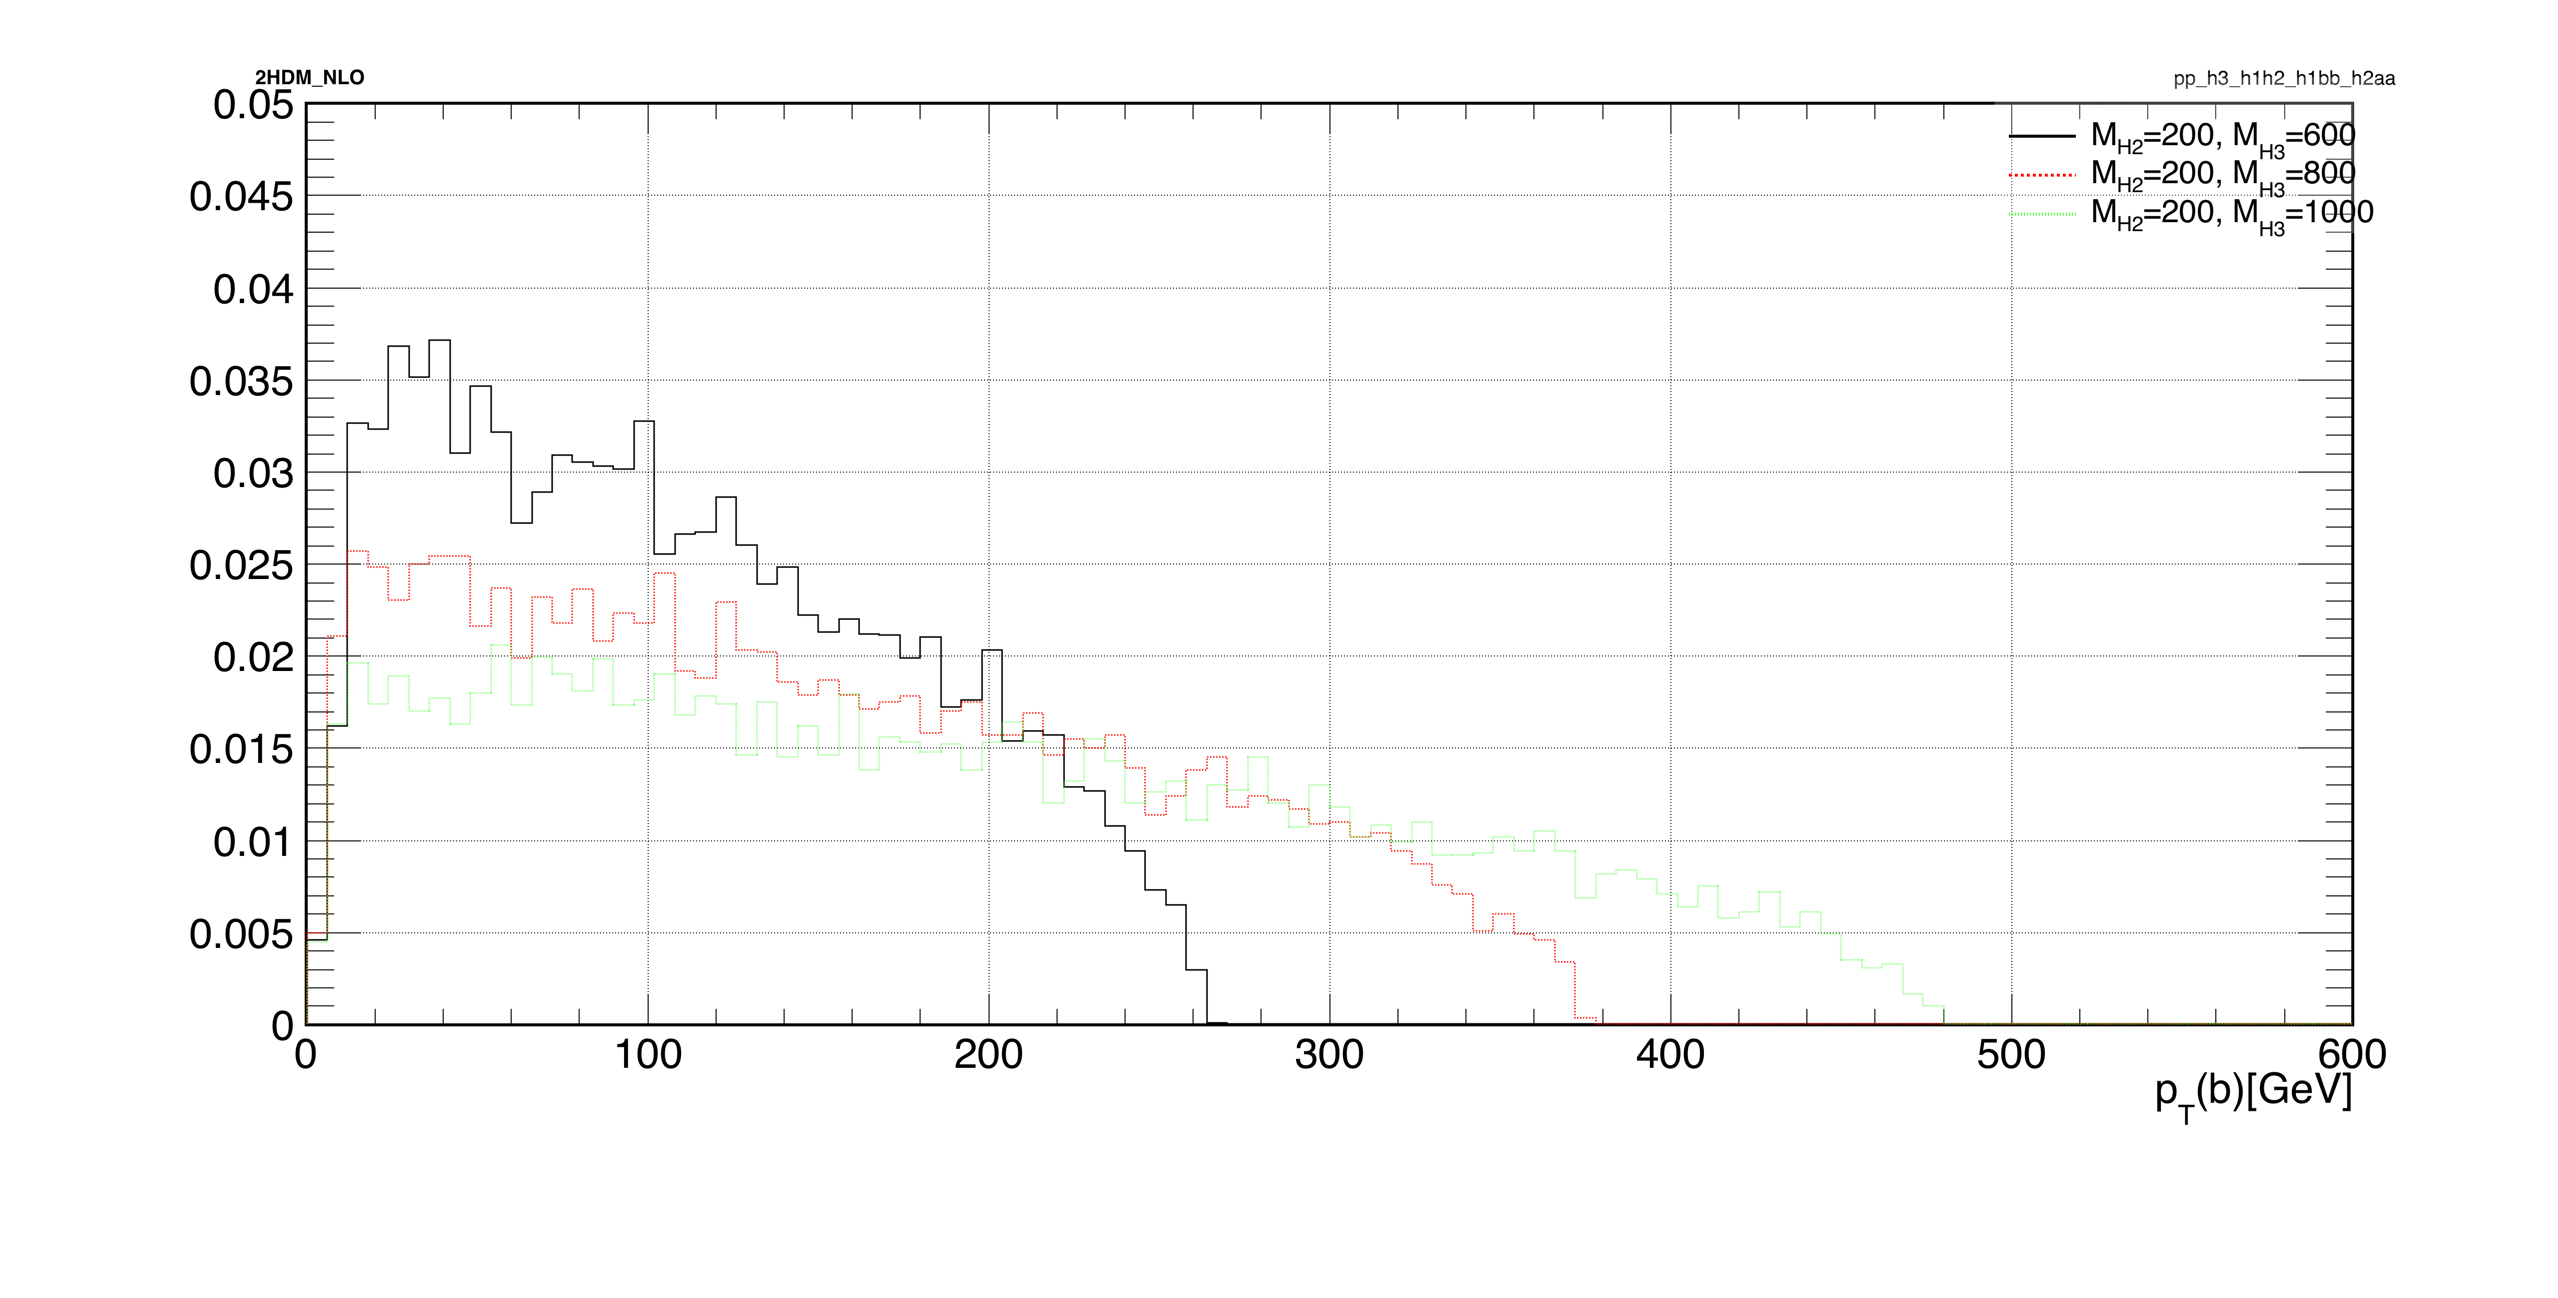 2HDM_NLO
pp_h3_h1h2_h1bb_h2aa
M_H2=200, M_H3=600
M_H2=200, M_H3=800
M_H2=200, M_H3=1000
0.05
0.045
0.04
0.035
0.03
0.025
0.02
0.015
0.01
0.005
0
0 100 200 300 400 500 600
p_T(b)[GeV]